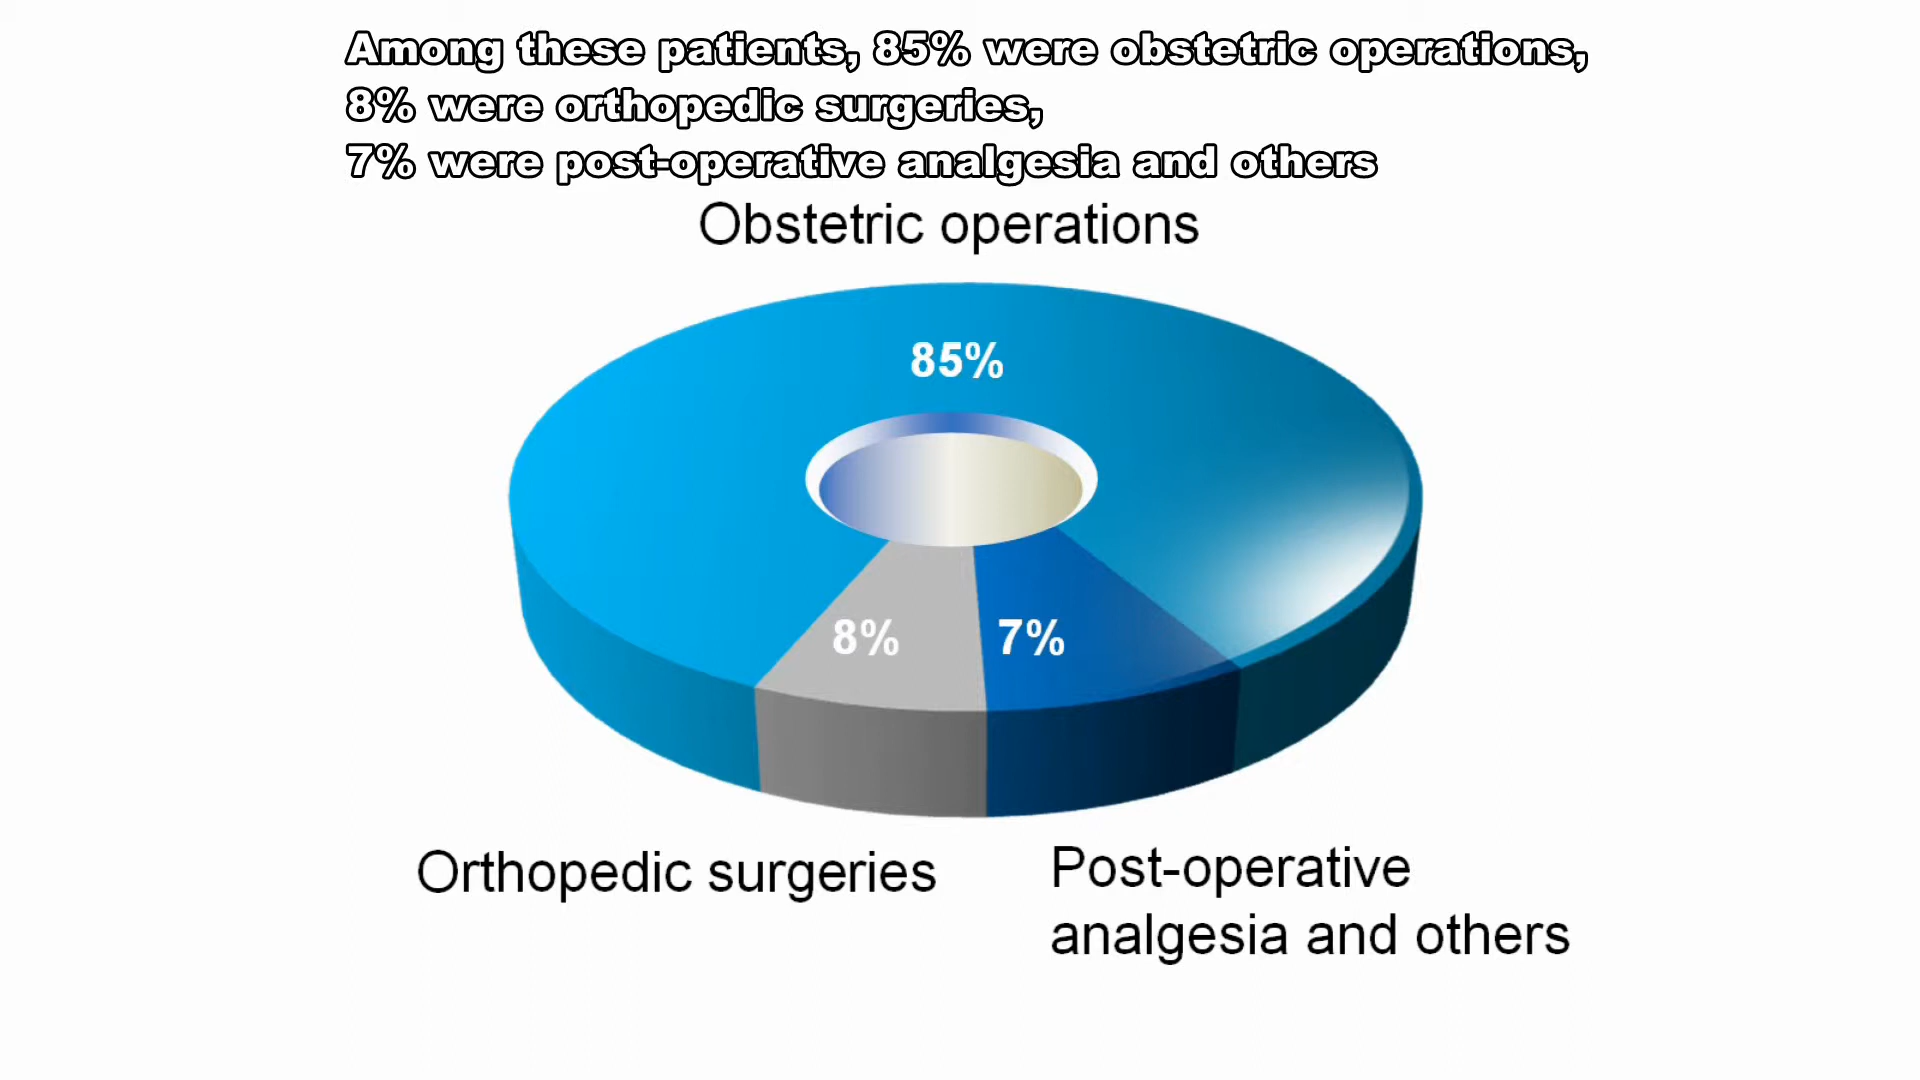 Among these patients, 85% were obstetric operations,
8% were orthopedic surgeries,
7% were post-operative analgesia and others
Obstetric operations
85%
8%
7%
Orthopedic surgeries
Post-operative
analgesia and others